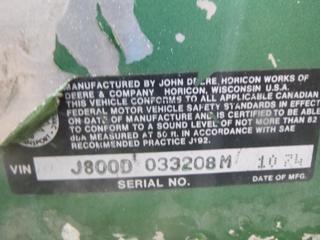 MANUFACTURED BY JOHN DEERE, HORICON WORKS OF
DEERE & COMPANY HORICON, WISCONSIN U.S.A.
THIS VEHICLE CONFORMS TO ALL APPLICABLE CANADIAN
FEDERAL MOTOR VEHICLE SAFETY STANDARDS IN EFFECT
ON DATE OF MANUFACTURE AND IS CERTIFIED TO BE ABLE
TO CONFORM TO A SOUND LEVEL OF NOT MORE THAN 82
dBA MEASURED AT 50 ft. IN ACCORDANCE WITH SAE
RECOMMENDED PRACTICE J192.
VIN J800D 033208M 10 74
SERIAL NO. DATE OF MFG.